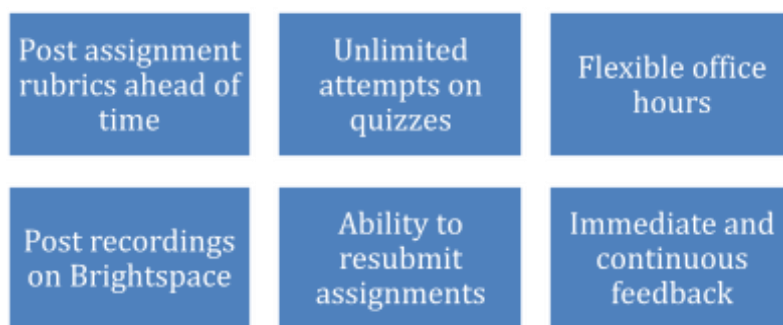 Post assignment
rubrics ahead of
time
Unlimited
attempts on
quizzes
Flexible office
hours
Post recordings
on Brightspace
Ability to
resubmit
assignments
Immediate and
continuous
feedback